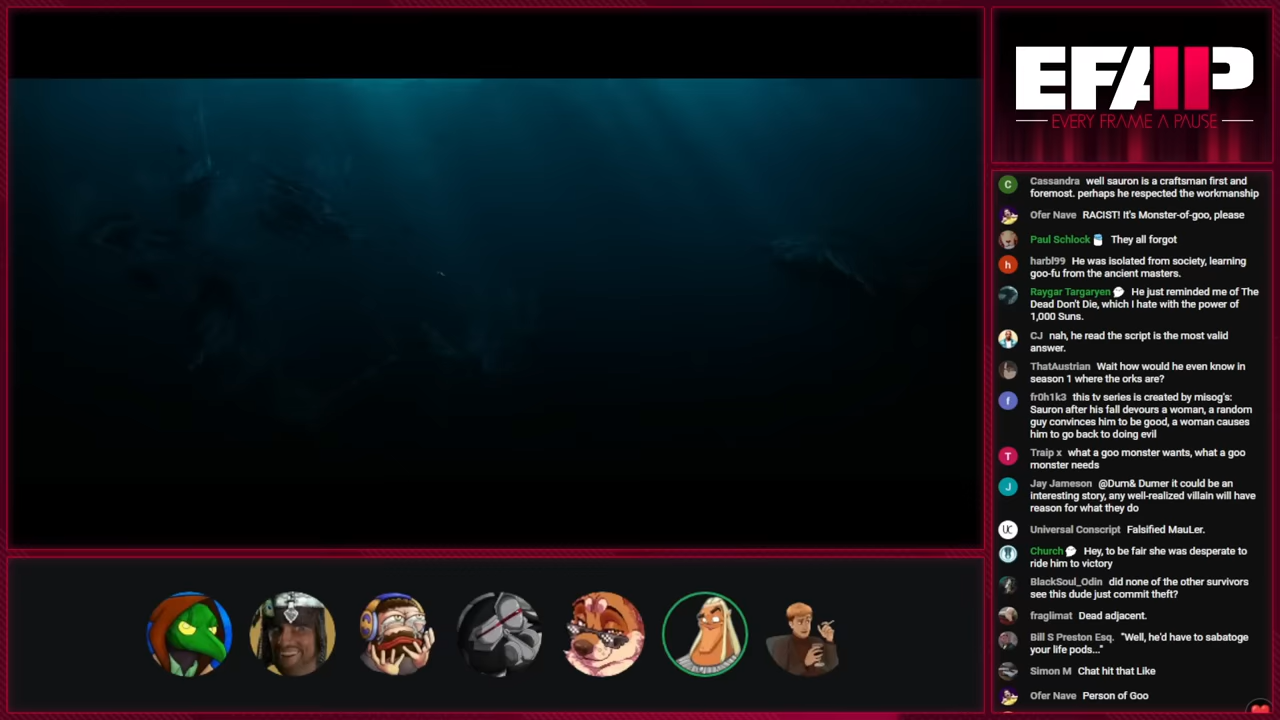 EFAP
EVERY FRAME A PAUSE
C Cassandra well sauron is a craftsman first and
foremost. perhaps he respected the workmanship
Ofer Nave RACIST! It's Monster-of-goo, please
Paul Schlock They all forgot
h harbl99 He was isolated from society, learning
goo-fu from the ancient masters.
Raygar Targaryen He just reminded me of The
Dead Don't Die, which I hate with the power of
1,000 Suns.
CJ nah, he read the script is the most valid
answer.
ThatAustrian Wait how would he even know in
season 1 where the orks are?
f fr0h1k3 this tv series is created by misog's:
Sauron after his fall devours a woman, a random
guy convinces him to be good, a woman causes
him to go back to doing evil
T Traip x what a goo monster wants, what a goo
monster needs
J Jay Jameson @Dum& Dumer it could be an
interesting story, any well-realized villain will have
reason for what they do
UC Universal Conscript Falsified MauLer.
Church Hey, to be fair she was desperate to
ride him to victory
BlackSoul_Odin did none of the other survivors
see this dude just commit theft?
fraglimat Dead adjacent.
Bill S Preston Esq. "Well, he'd have to sabatoge
your life pods..."
Simon M Chat hit that Like
Ofer Nave Person of Goo